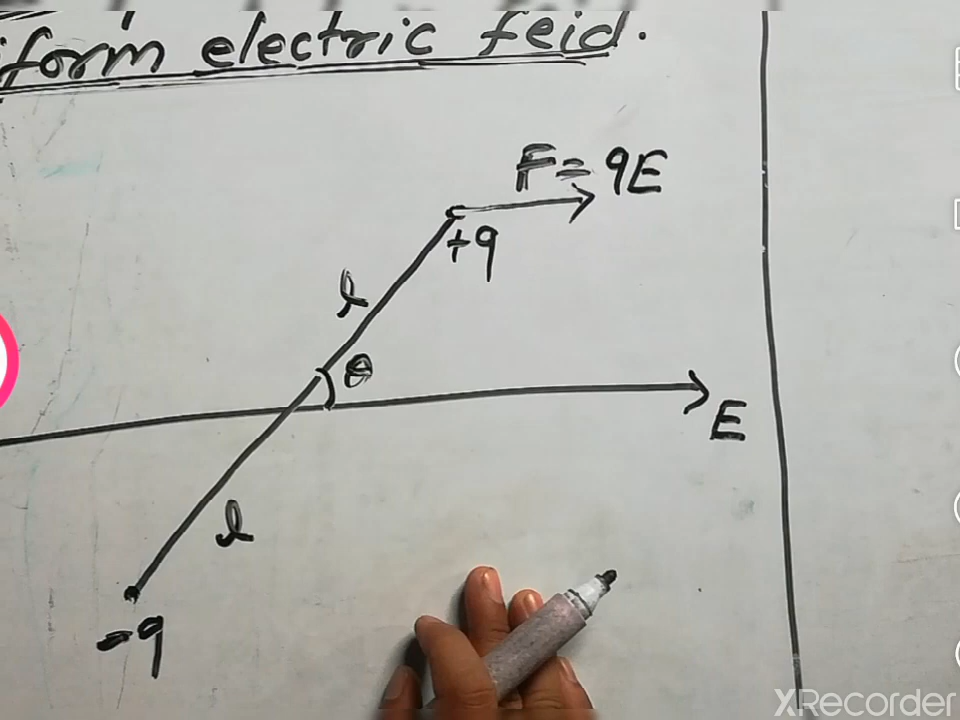 iform electric feid.
F = qE
+q
l
θ
E
l
-q
XRecorder